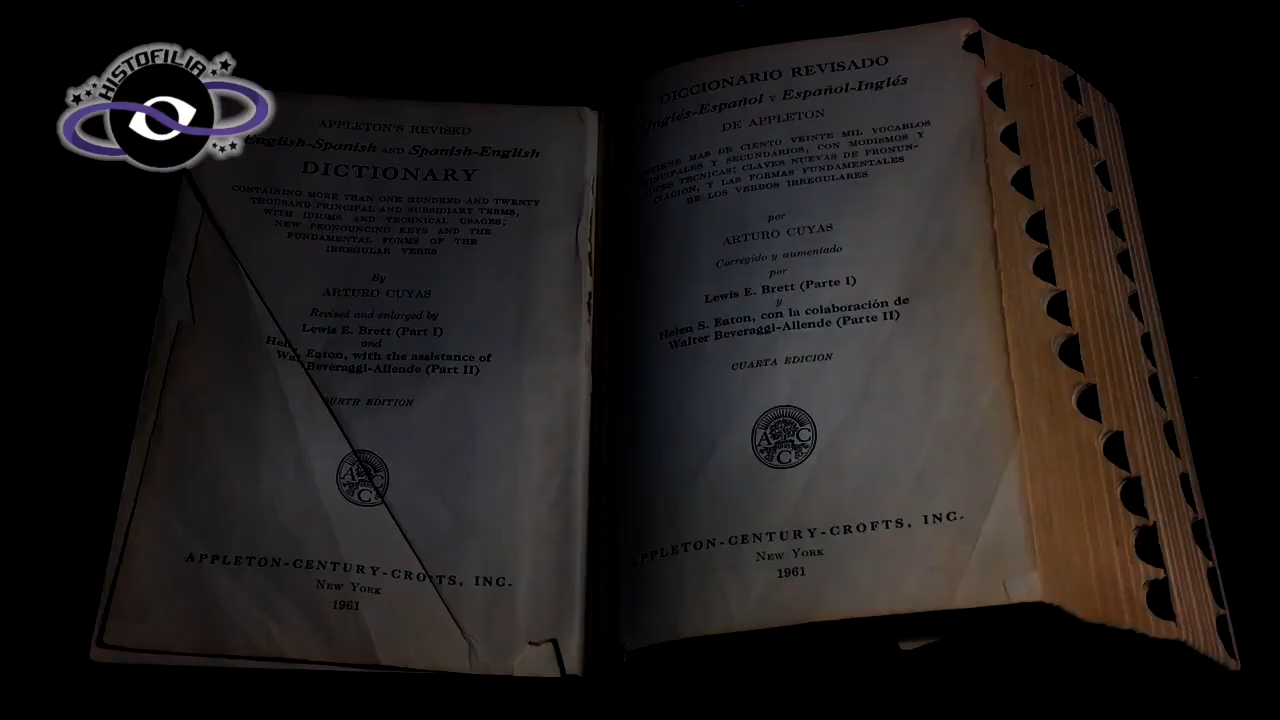 HISTOFILIA
APPLETON'S REVISED
English-Spanish AND Spanish-English
DICTIONARY
CONTAINING MORE THAN ONE HUNDRED AND TWENTY
THOUSAND PRINCIPAL AND SUBSIDIARY TERMS,
WITH IDIOMS AND TECHNICAL USAGES;
NEW PRONOUNCING KEYS AND THE
FUNDAMENTAL FORMS OF THE
IRREGULAR VERBS
By
ARTURO CUYAS
Revised and enlarged by
Lewis E. Brett (Part I)
and
Eaton, with the assistance of
Beveraggi-Allende (Part II)
EDITION
ACC
APPLETON-CENTURY-CROFTS, INC.
NEW YORK
1961
DICCIONARIO REVISADO
Inglés-Español Y Español-Inglés
DE APPLETON
MAS DE CIENTO VEINTE MIL VOCABLOS
PRINCIPALES Y SECUNDARIOS, CON MODISMOS Y
VOCES TECNICAS; CLAVES NUEVAS DE PRONUN-
CIACION, Y LAS FORMAS FUNDAMENTALES
DE LOS VERBOS IRREGULARES
por
ARTURO CUYAS
Corregido y aumentado
por
Lewis E. Brett (Parte I)
y
Helen S. Eaton, con la colaboración de
Walter Beveraggi-Allende (Parte II)
CUARTA EDICION
ACC
APPLETON-CENTURY-CROFTS, INC.
NEW YORK
1961